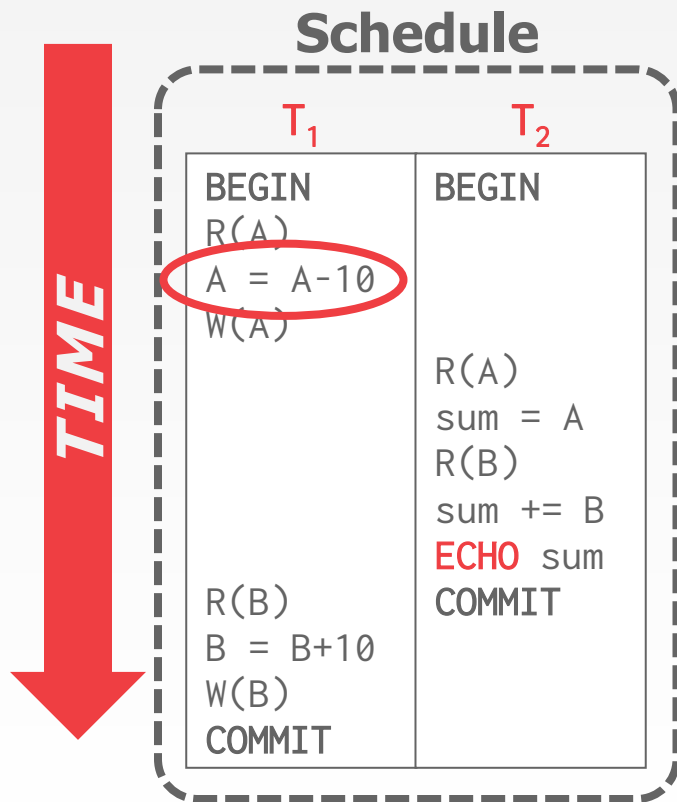 Schedule
TIME
T1 T2
BEGIN BEGIN
R(A)
A = A-10
W(A)
R(A)
sum = A
R(B)
sum += B
ECHO sum
R(B) COMMIT
B = B+10
W(B)
COMMIT